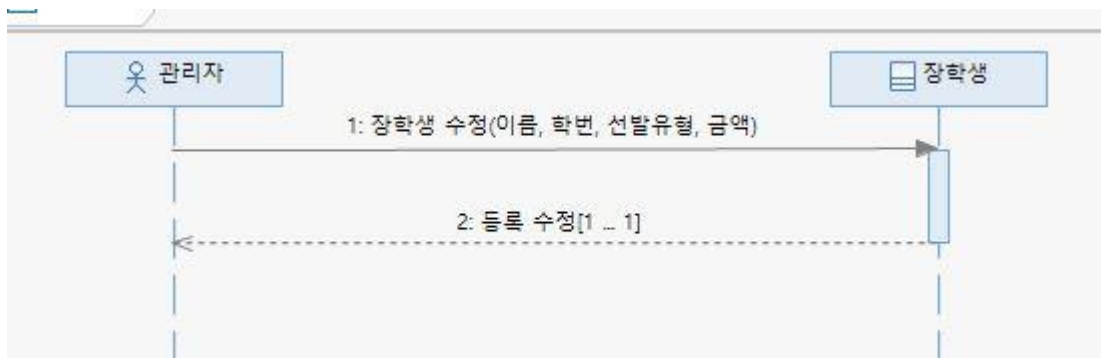 관리자
장학생
1: 장학생 수정(이름, 학번, 선발유형, 금액)
2: 등록 수정[1 ... 1]